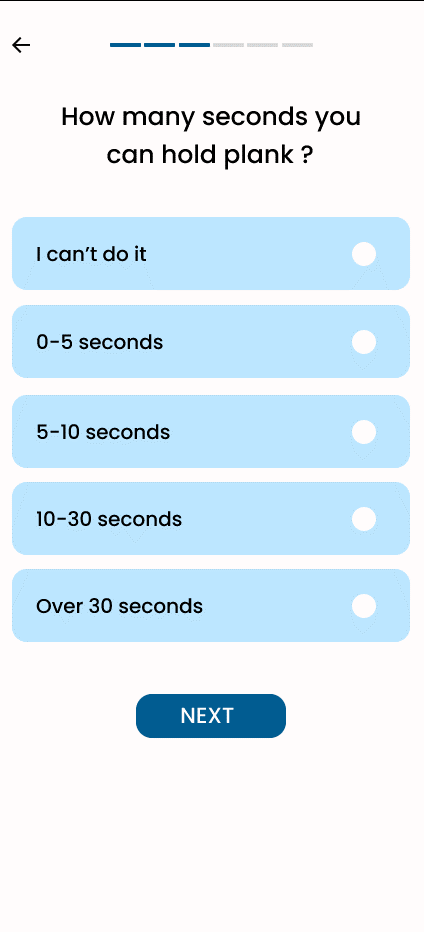 How many seconds you
can hold plank ?
I can’t do it
0-5 seconds
5-10 seconds
10-30 seconds
Over 30 seconds
NEXT